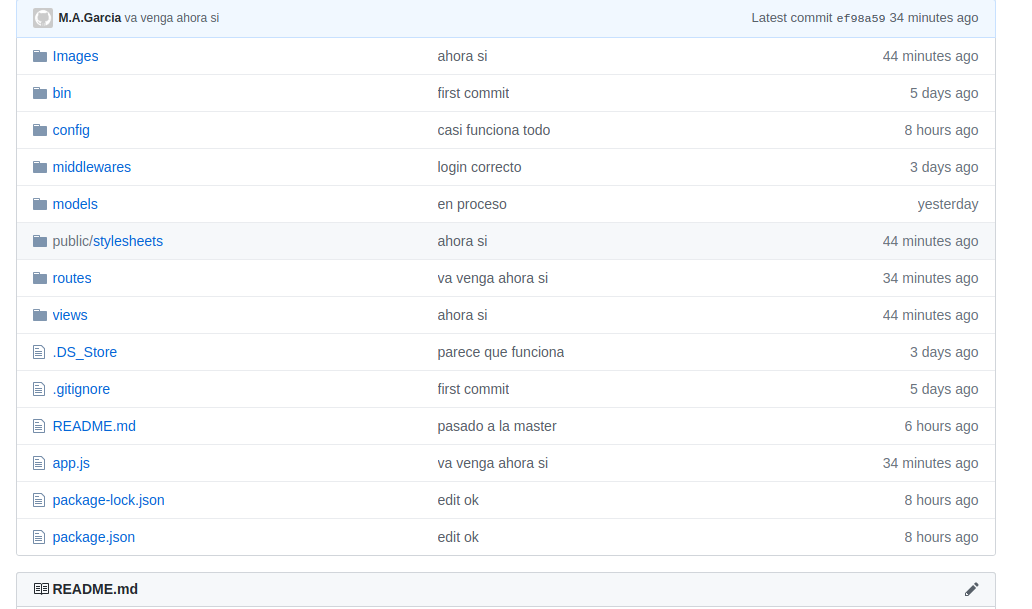 M.A.Garcia va venga ahora si Latest commit ef98a59 34 minutes ago
Images ahora si 44 minutes ago
bin first commit 5 days ago
config casi funciona todo 8 hours ago
middlewares login correcto 3 days ago
models en proceso yesterday
public/stylesheets ahora si 44 minutes ago
routes va venga ahora si 34 minutes ago
views ahora si 44 minutes ago
.DS_Store parece que funciona 3 days ago
.gitignore first commit 5 days ago
README.md pasado a la master 6 hours ago
app.js va venga ahora si 34 minutes ago
package-lock.json edit ok 8 hours ago
package.json edit ok 8 hours ago
README.md